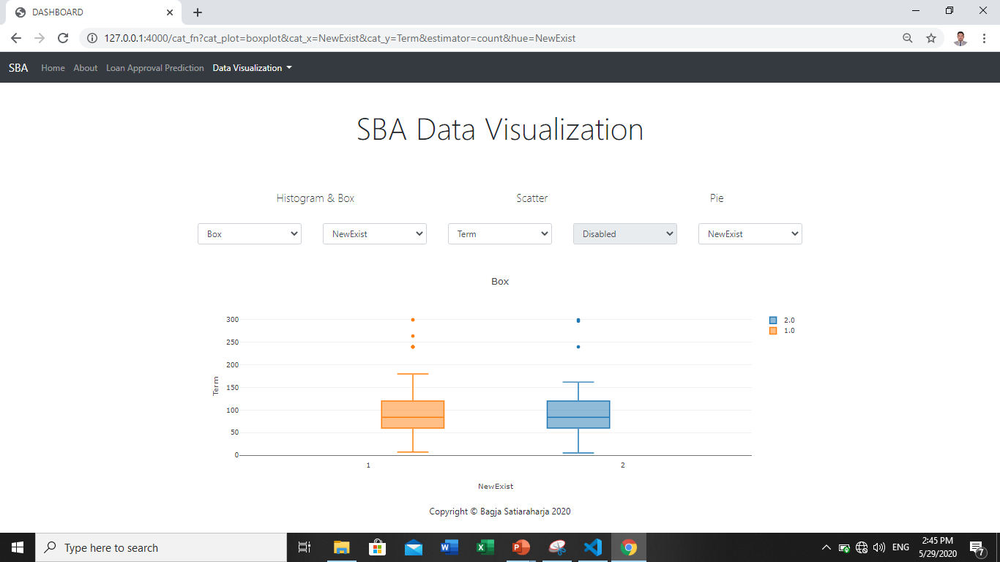 DASHBOARD
127.0.0.1:4000/cat_fn?cat_plot=boxplot&cat_x=NewExist&cat_y=Term&estimator=count&hue=NewExist
SBA Home About Loan Approval Prediction Data Visualization
SBA Data Visualization
Histogram & Box Scatter Pie
Box NewExist Term Disabled NewExist
Box
300
250
200
150
100
50
0
Term
1 2
NewExist
2.0
1.0
Copyright © Bagja Satiaraharja 2020
Type here to search
ENG
2:45 PM
5/29/2020
7